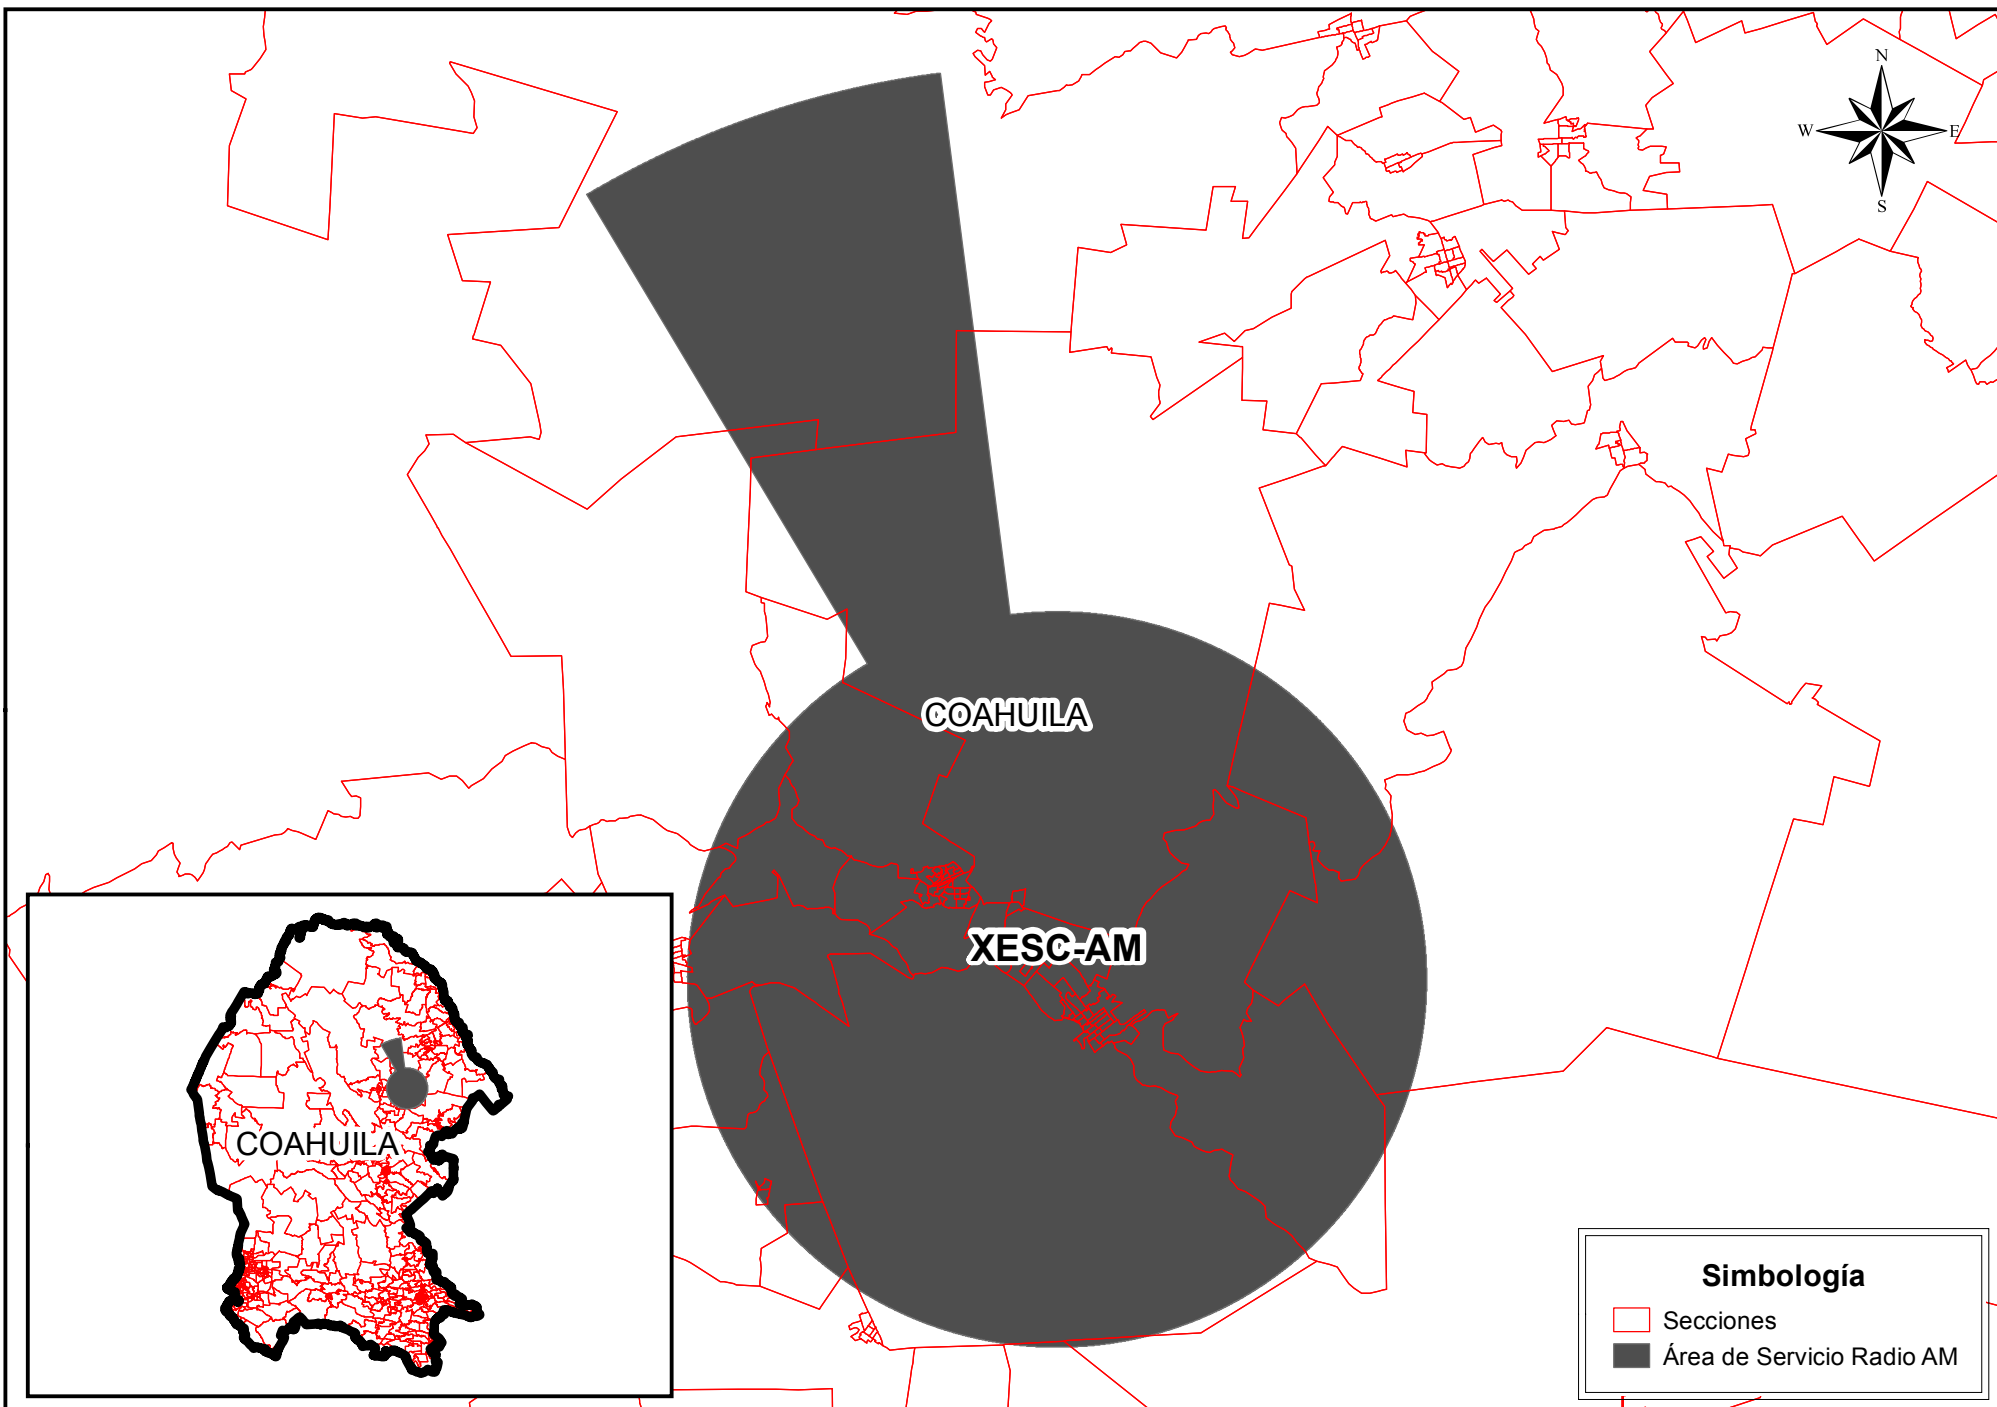 N
W E
S
COAHUILA
XESC-AM
COAHUILA
Simbología
Secciones
Área de Servicio Radio AM